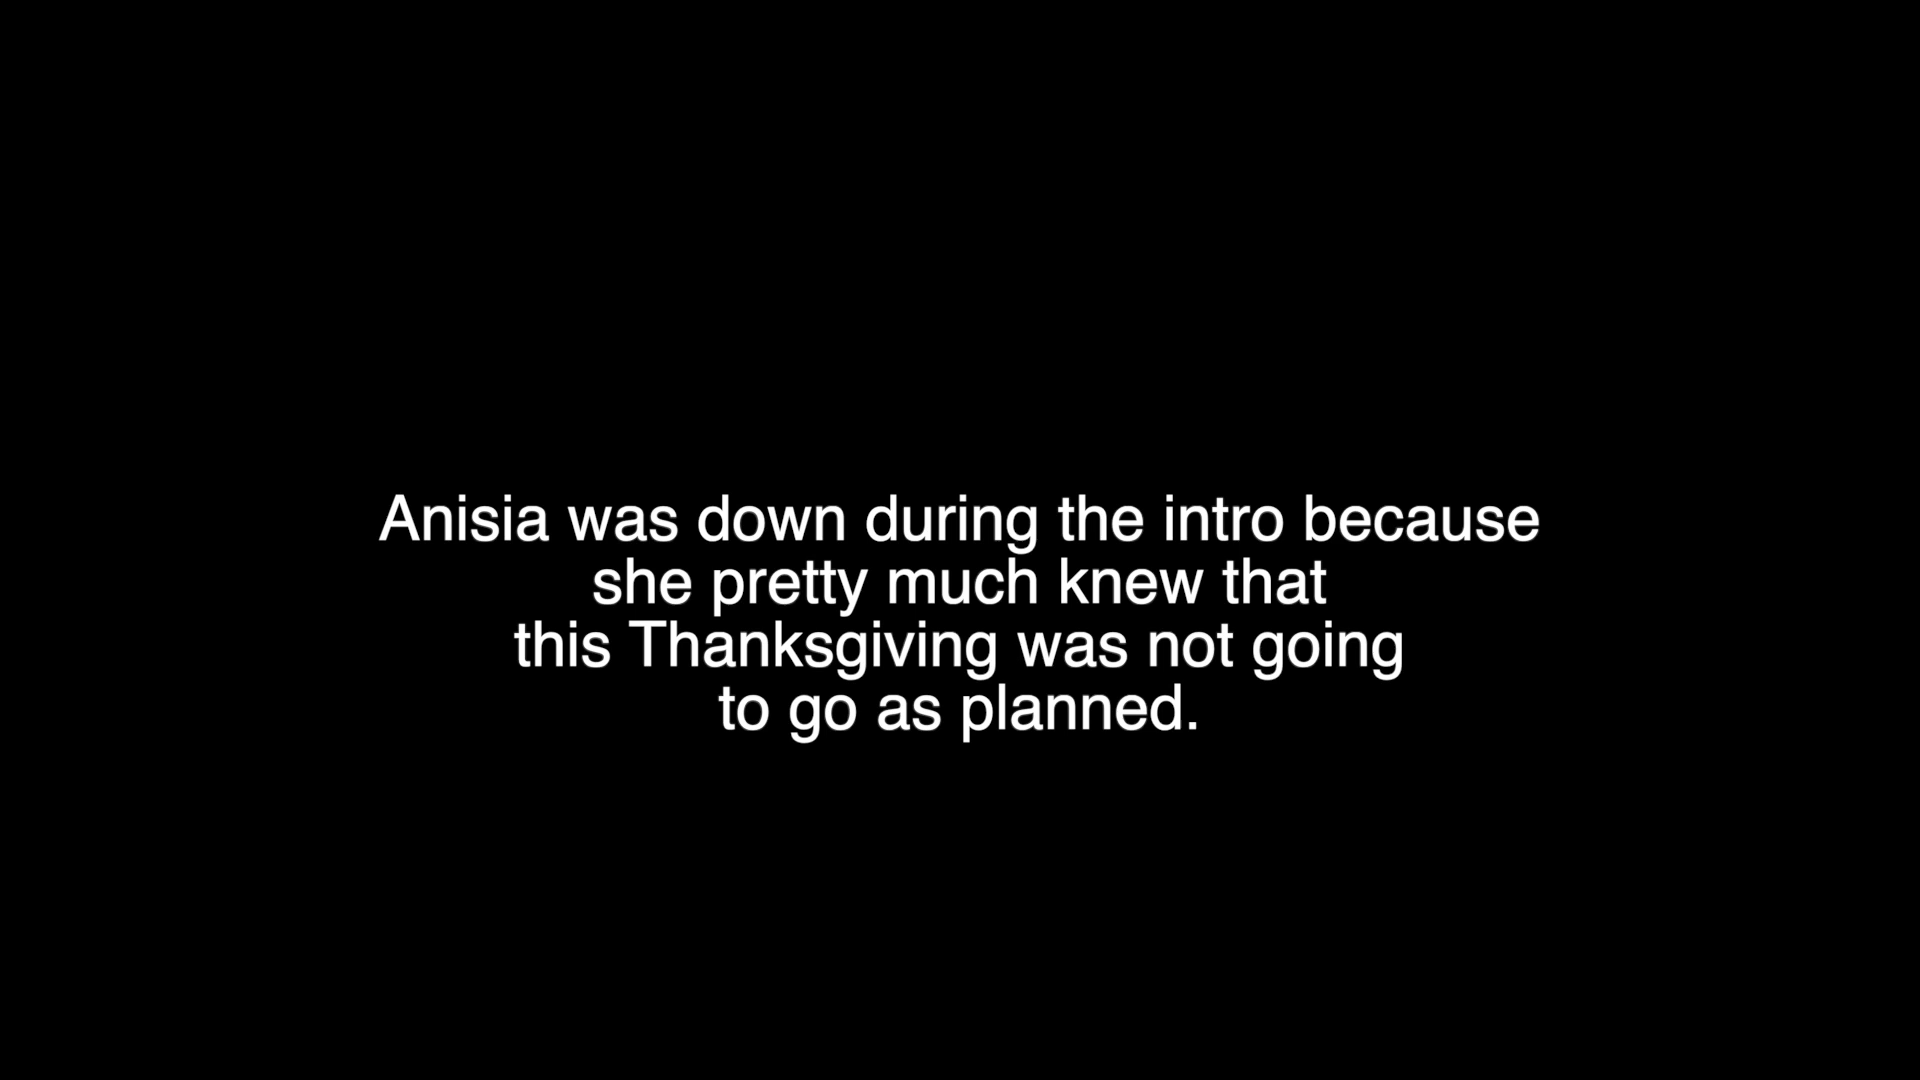 Anisia was down during the intro because
she pretty much knew that
this Thanksgiving was not going
to go as planned.